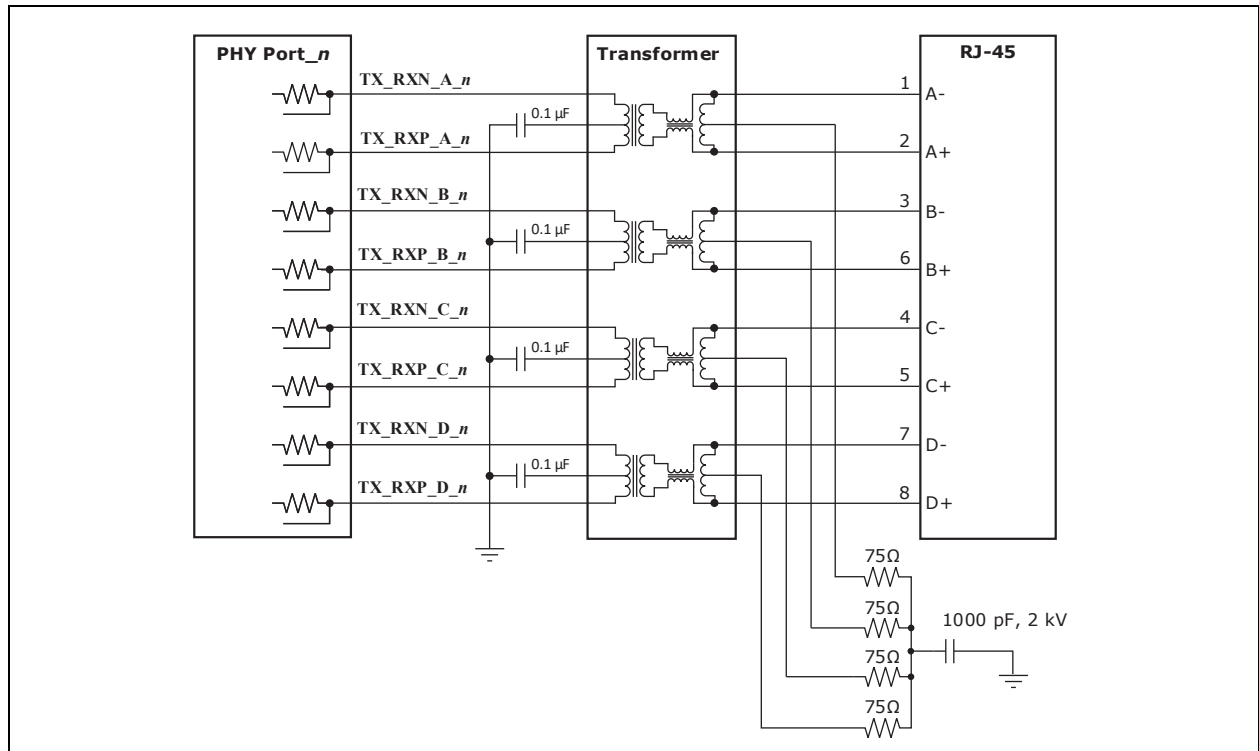 PHY Port_n
Transformer
RJ-45
TX_RXN_A_n
0.1 µF
TX_RXP_A_n
1
A-
2
A+
TX_RXN_B_n
0.1 µF
TX_RXP_B_n
3
B-
6
B+
TX_RXN_C_n
0.1 µF
TX_RXP_C_n
4
C-
5
C+
TX_RXN_D_n
0.1 µF
TX_RXP_D_n
7
D-
8
D+
75Ω
75Ω
75Ω
75Ω
1000 pF, 2 kV